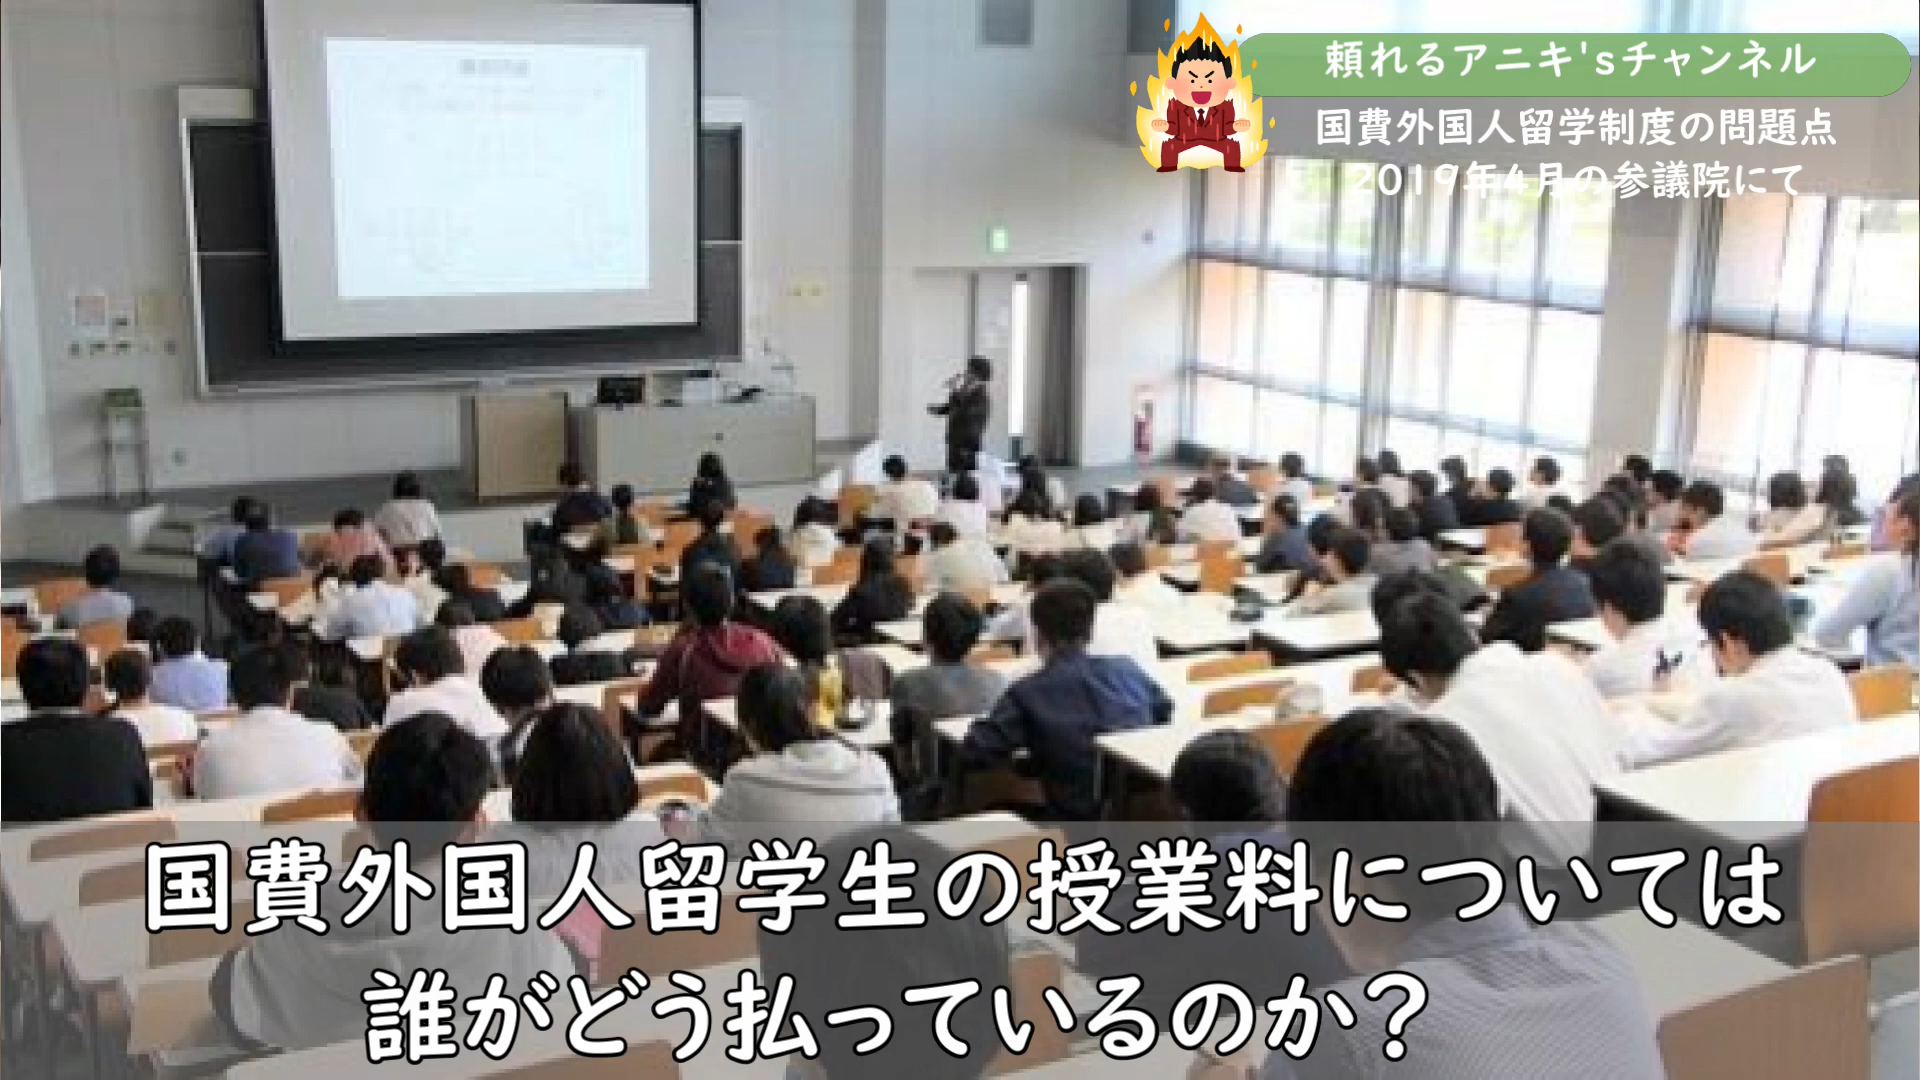 頼れるアニキ'sチャンネル
国費外国人留学制度の問題点
2019年4月の参議院にて
国費外国人留学生の授業料については
誰がどう払っているのか?